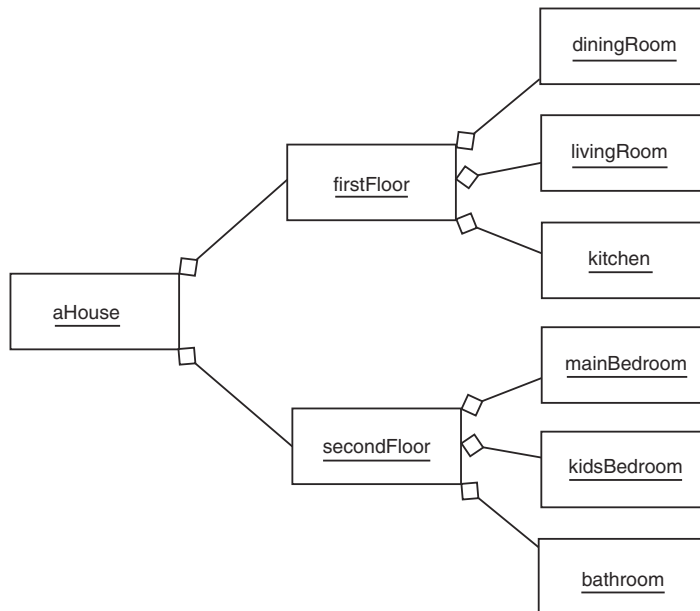 diningRoom
livingRoom
firstFloor
kitchen
aHouse
mainBedroom
secondFloor
kidsBedroom
bathroom